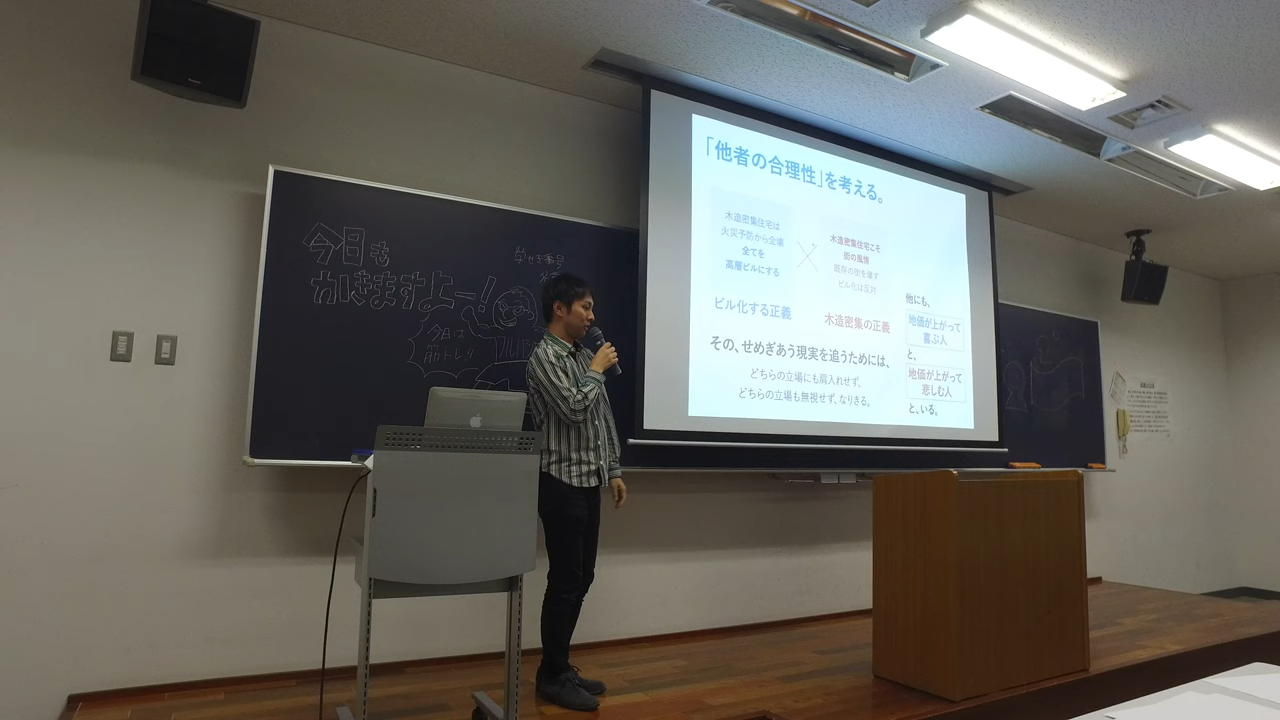 今日も
かきますよー!
今日は
筋トレ!!
「他者の合理性」を考える。
木造密集住宅は
火災予防から全壊
全てを
高層ビルにする
ビル化する正義
木造密集住宅こそ
街の風情
既存の街を壊す
ビル化は反対
木造密集の正義
その、せめぎあう現実を追うためには、
どちらの立場にも肩入れせず、
どちらの立場も無視せず、なりきる。
他にも、
地価が上がって
喜ぶ人
と、
地価が上がって
悲しむ人
と、いる。